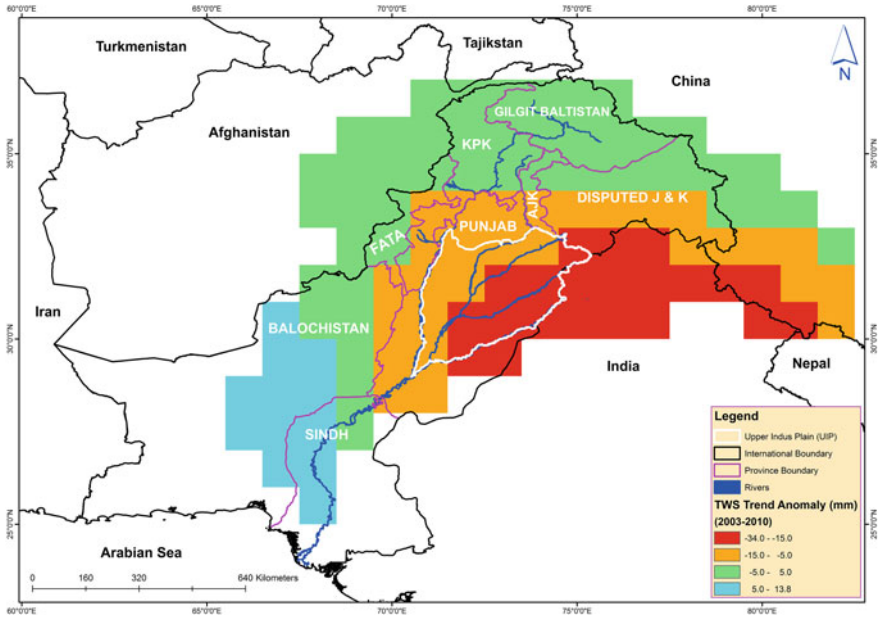 60°0'0"E 65°0'0"E 70°0'0"E 75°0'0"E 80°0'0"E
Turkmenistan
Tajikstan
N
China
Afghanistan
GILGIT BALTISTAN
KPK
35°0'0"N 35°0'0"N
AJK
DISPUTED J & K
PUNJAB
FATA
Iran
BALOCHISTAN
30°0'0"N 30°0'0"N
India
Nepal
SINDH
Legend
Upper Indus Plain (UIP)
International Boundary
Province Boundary
Rivers
TWS Trend Anomaly (mm)
(2003-2010)
-34.0 - -15.0
-15.0 - -5.0
-5.0 - 5.0
5.0 - 13.8
25°0'0"N 25°0'0"N
Arabian Sea
0 160 320 640 Kilometers
60°0'0"E 65°0'0"E 70°0'0"E 75°0'0"E 80°0'0"E